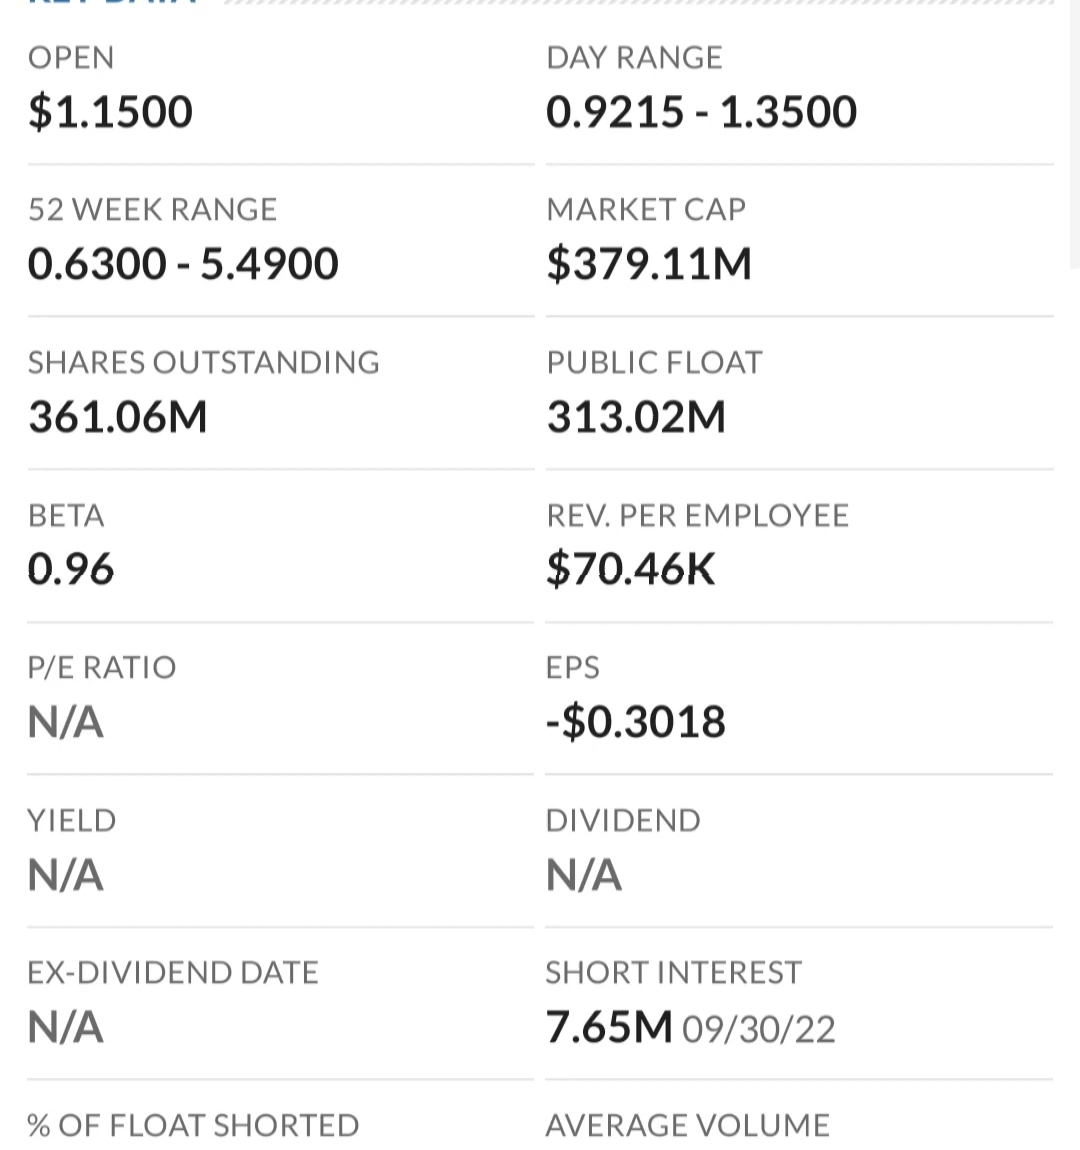 KEY DATA
OPEN
$1.1500
DAY RANGE
0.9215 - 1.3500
52 WEEK RANGE
0.6300 - 5.4900
MARKET CAP
$379.11M
SHARES OUTSTANDING
361.06M
PUBLIC FLOAT
313.02M
BETA
0.96
REV. PER EMPLOYEE
$70.46K
P/E RATIO
N/A
EPS
-$0.3018
YIELD
N/A
DIVIDEND
N/A
EX-DIVIDEND DATE
N/A
SHORT INTEREST
7.65M 09/30/22
% OF FLOAT SHORTED
AVERAGE VOLUME